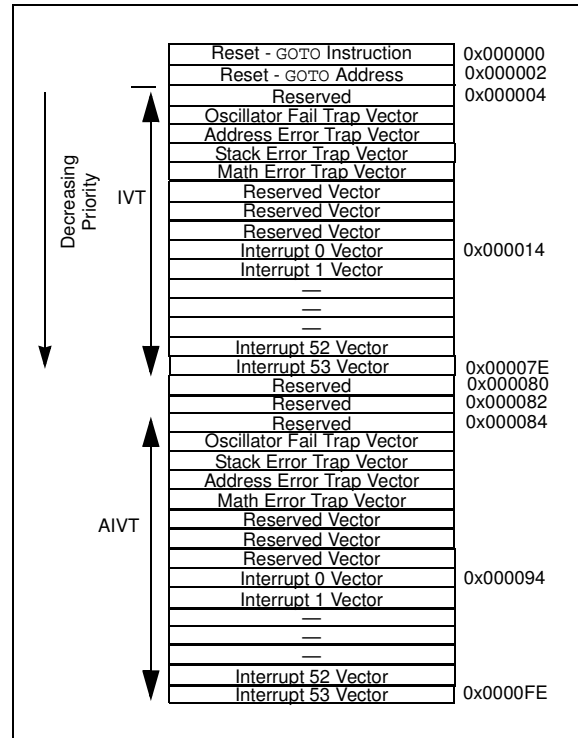 Reset - GOTO Instruction 0x000000
Reset - GOTO Address 0x000002
Reserved 0x000004
Oscillator Fail Trap Vector
Address Error Trap Vector
Stack Error Trap Vector
Math Error Trap Vector
Reserved Vector
Reserved Vector
Reserved Vector
Interrupt 0 Vector 0x000014
Interrupt 1 Vector
—
—
—
Interrupt 52 Vector
Interrupt 53 Vector 0x00007E
Reserved 0x000080
Reserved 0x000082
Reserved 0x000084
Oscillator Fail Trap Vector
Stack Error Trap Vector
Address Error Trap Vector
Math Error Trap Vector
Reserved Vector
Reserved Vector
Reserved Vector
Interrupt 0 Vector 0x000094
Interrupt 1 Vector
—
—
—
Interrupt 52 Vector
Interrupt 53 Vector 0x0000FE
Decreasing
Priority
IVT
AIVT